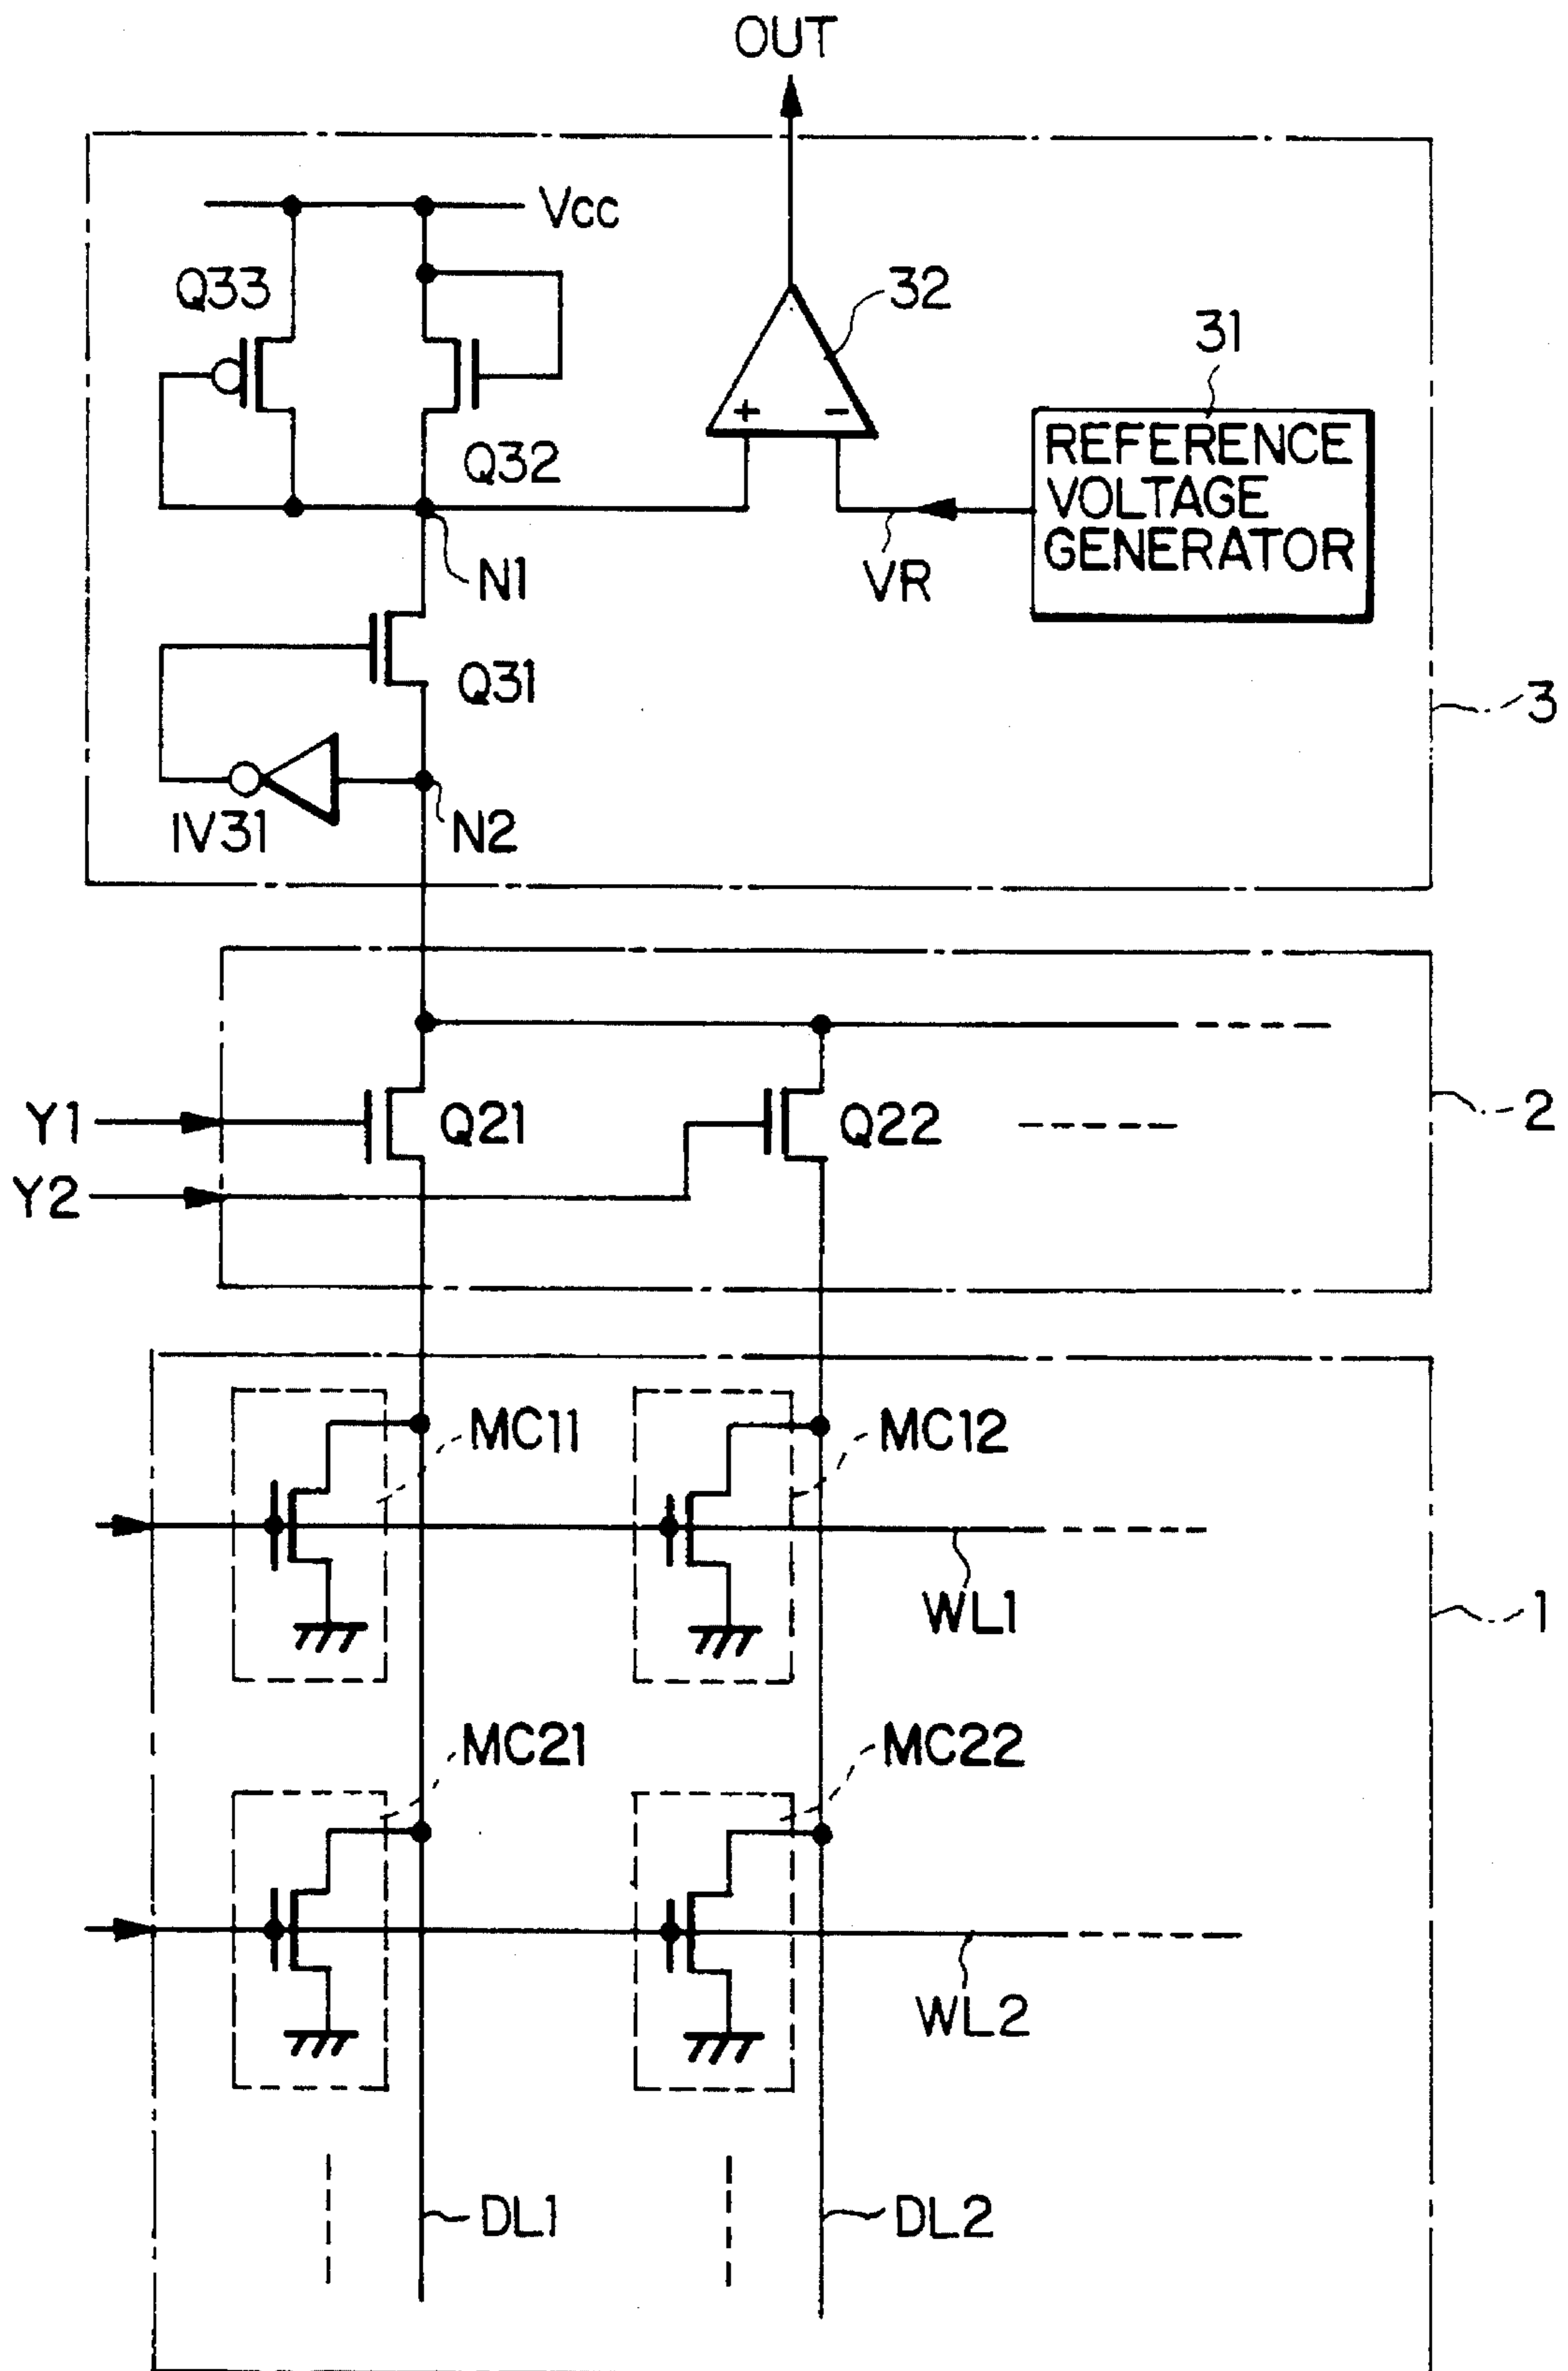 OUT
Vcc
Q33
32
31
REFERENCE
VOLTAGE
GENERATOR
+
-
Q32
N1
VR
Q31
3
IV31
N2
Y1
Q21
Q22
2
Y2
MC11
MC12
WL1
1
MC21
MC22
WL2
DL1
DL2